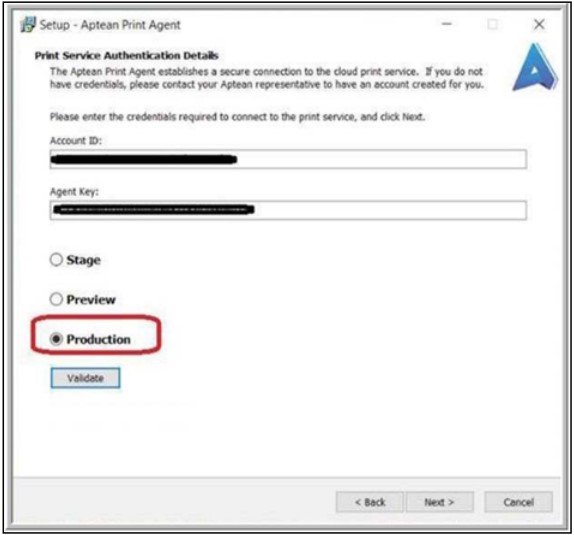 Setup - Aptean Print Agent
Print Service Authentication Details
The Aptean Print Agent establishes a secure connection to the cloud print service. If you do not
have credentials, please contact your Aptean representative to have an account created for you.
Please enter the credentials required to connect to the print service, and click Next.
Account ID:
Agent Key:
Stage
Preview
Production
Validate
< Back
Next >
Cancel